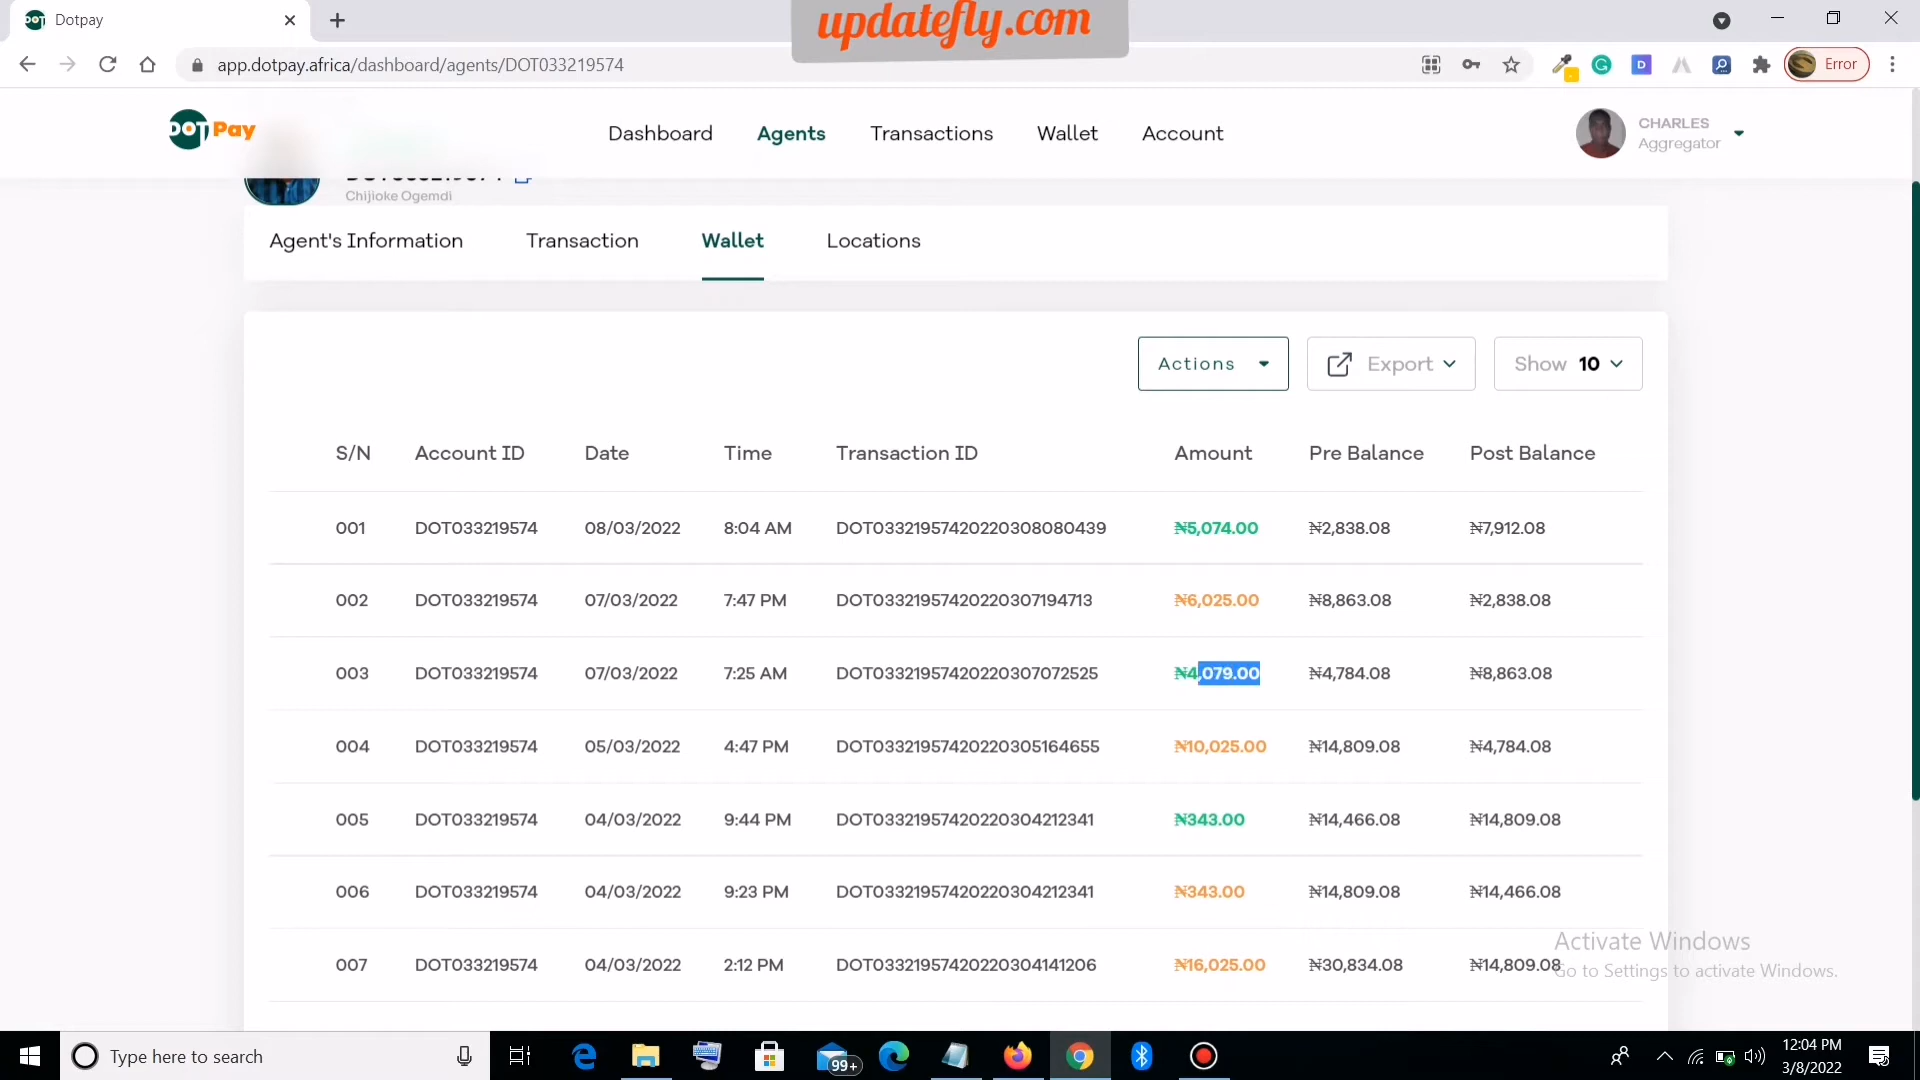 Dotpay
updatefly.com
app.dotpay.africa/dashboard/agents/DOT033219574
Error
DOT Pay
Dashboard
Agents
Transactions
Wallet
Account
CHARLES
Aggregator
DOT033219574
Chijioke Ogemdi
Agent's Information
Transaction
Wallet
Locations
Actions
Export
Show 10
S/N Account ID Date Time Transaction ID Amount Pre Balance Post Balance
001 DOT033219574 08/03/2022 8:04 AM DOT03321957420220308080439 ₦5,074.00 ₦2,838.08 ₦7,912.08
002 DOT033219574 07/03/2022 7:47 PM DOT03321957420220307194713 ₦6,025.00 ₦8,863.08 ₦2,838.08
003 DOT033219574 07/03/2022 7:25 AM DOT03321957420220307072525 ₦4,079.00 ₦4,784.08 ₦8,863.08
004 DOT033219574 05/03/2022 4:47 PM DOT03321957420220305164655 ₦10,025.00 ₦14,809.08 ₦4,784.08
005 DOT033219574 04/03/2022 9:44 PM DOT03321957420220304212341 ₦343.00 ₦14,466.08 ₦14,809.08
006 DOT033219574 04/03/2022 9:23 PM DOT03321957420220304212341 ₦343.00 ₦14,809.08 ₦14,466.08
007 DOT033219574 04/03/2022 2:12 PM DOT03321957420220304141206 ₦16,025.00 ₦30,834.08 ₦14,809.08
Activate Windows
Go to Settings to activate Windows.
Type here to search
99+
12:04 PM
3/8/2022